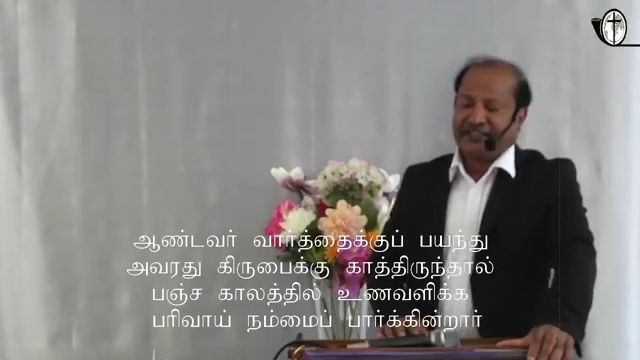 ஆண்டவர் வார்த்தைக்குப் பயந்து
அவரது கிருபைக்கு காத்திருந்தால்
பஞ்ச காலத்தில் உணவளிக்க
பரிவாய் நம்மைப் பார்க்கின்றார்